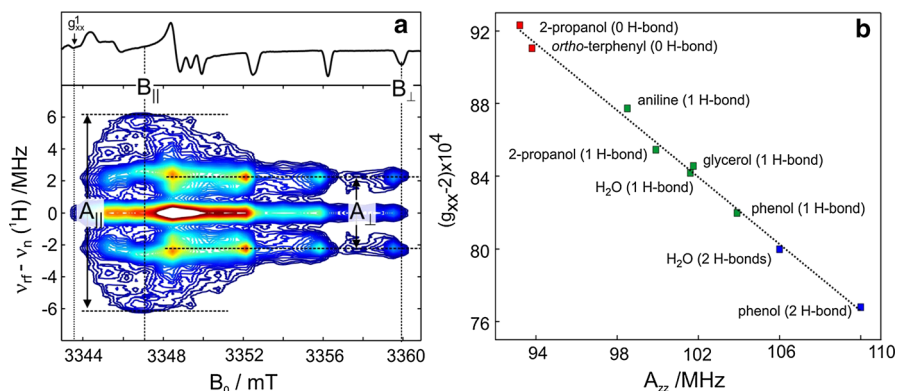 a
g¹xx
B||
B⊥
6
4
2
0
-2
-4
-6
A||
A⊥
νrf - νn (¹H) /MHz
3344 3348 3352 3356 3360
B0 / mT
b
92
88
84
80
76
(gxx-2)x10⁴
2-propanol (0 H-bond)
ortho-terphenyl (0 H-bond)
aniline (1 H-bond)
2-propanol (1 H-bond)
glycerol (1 H-bond)
H2O (1 H-bond)
phenol (1 H-bond)
H2O (2 H-bonds)
phenol (2 H-bond)
94 98 102 106 110
Azz /MHz